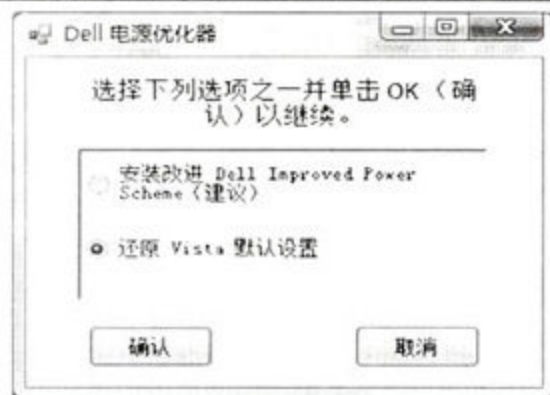 Dell 电源优化器
选择下列选项之一并单击 OK （确
认）以继续。
安装改进 Dell Improved Power
Scheme（建议）
还原 Vista 默认设置
确认
取消